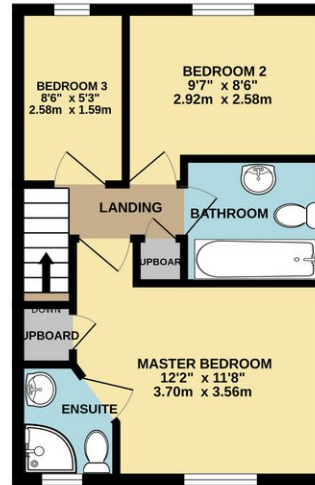 BEDROOM 3
8'6" x 5'3"
2.58m x 1.59m
BEDROOM 2
9'7" x 8'6"
2.92m x 2.58m
LANDING
BATHROOM
UPBOAR
DOWN
UPBOARD
MASTER BEDROOM
12'2" x 11'8"
3.70m x 3.56m
ENSUITE